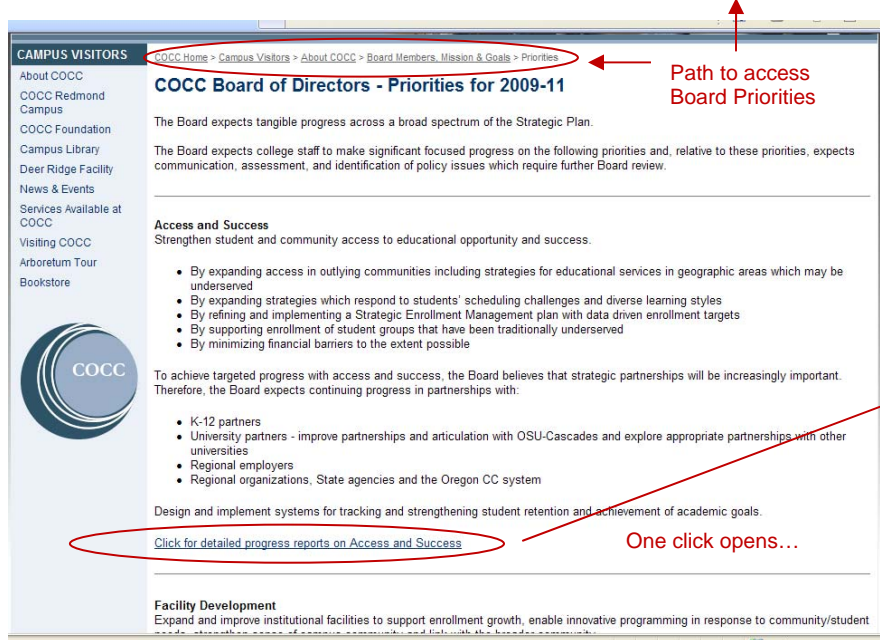 CAMPUS VISITORS
About COCC
COCC Redmond
Campus
COCC Foundation
Campus Library
Deer Ridge Facility
News & Events
Services Available at
COCC
Visiting COCC
Arboretum Tour
Bookstore
COCC
COCC Home > Campus Visitors > About COCC > Board Members, Mission & Goals > Priorities
Path to access
Board Priorities
COCC Board of Directors - Priorities for 2009-11
The Board expects tangible progress across a broad spectrum of the Strategic Plan.
The Board expects college staff to make significant focused progress on the following priorities and, relative to these priorities, expects
communication, assessment, and identification of policy issues which require further Board review.
Access and Success
Strengthen student and community access to educational opportunity and success.
• By expanding access in outlying communities including strategies for educational services in geographic areas which may be
underserved
• By expanding strategies which respond to students' scheduling challenges and diverse learning styles
• By refining and implementing a Strategic Enrollment Management plan with data driven enrollment targets
• By supporting enrollment of student groups that have been traditionally underserved
• By minimizing financial barriers to the extent possible
To achieve targeted progress with access and success, the Board believes that strategic partnerships will be increasingly important.
Therefore, the Board expects continuing progress in partnerships with:
• K-12 partners
• University partners - improve partnerships and articulation with OSU-Cascades and explore appropriate partnerships with other
universities
• Regional employers
• Regional organizations, State agencies and the Oregon CC system
Design and implement systems for tracking and strengthening student retention and achievement of academic goals.
Click for detailed progress reports on Access and Success
One click opens…
Facility Development
Expand and improve institutional facilities to support enrollment growth, enable innovative programming in response to community/student
needs, strengthen sense of campus community and link with the broader community.